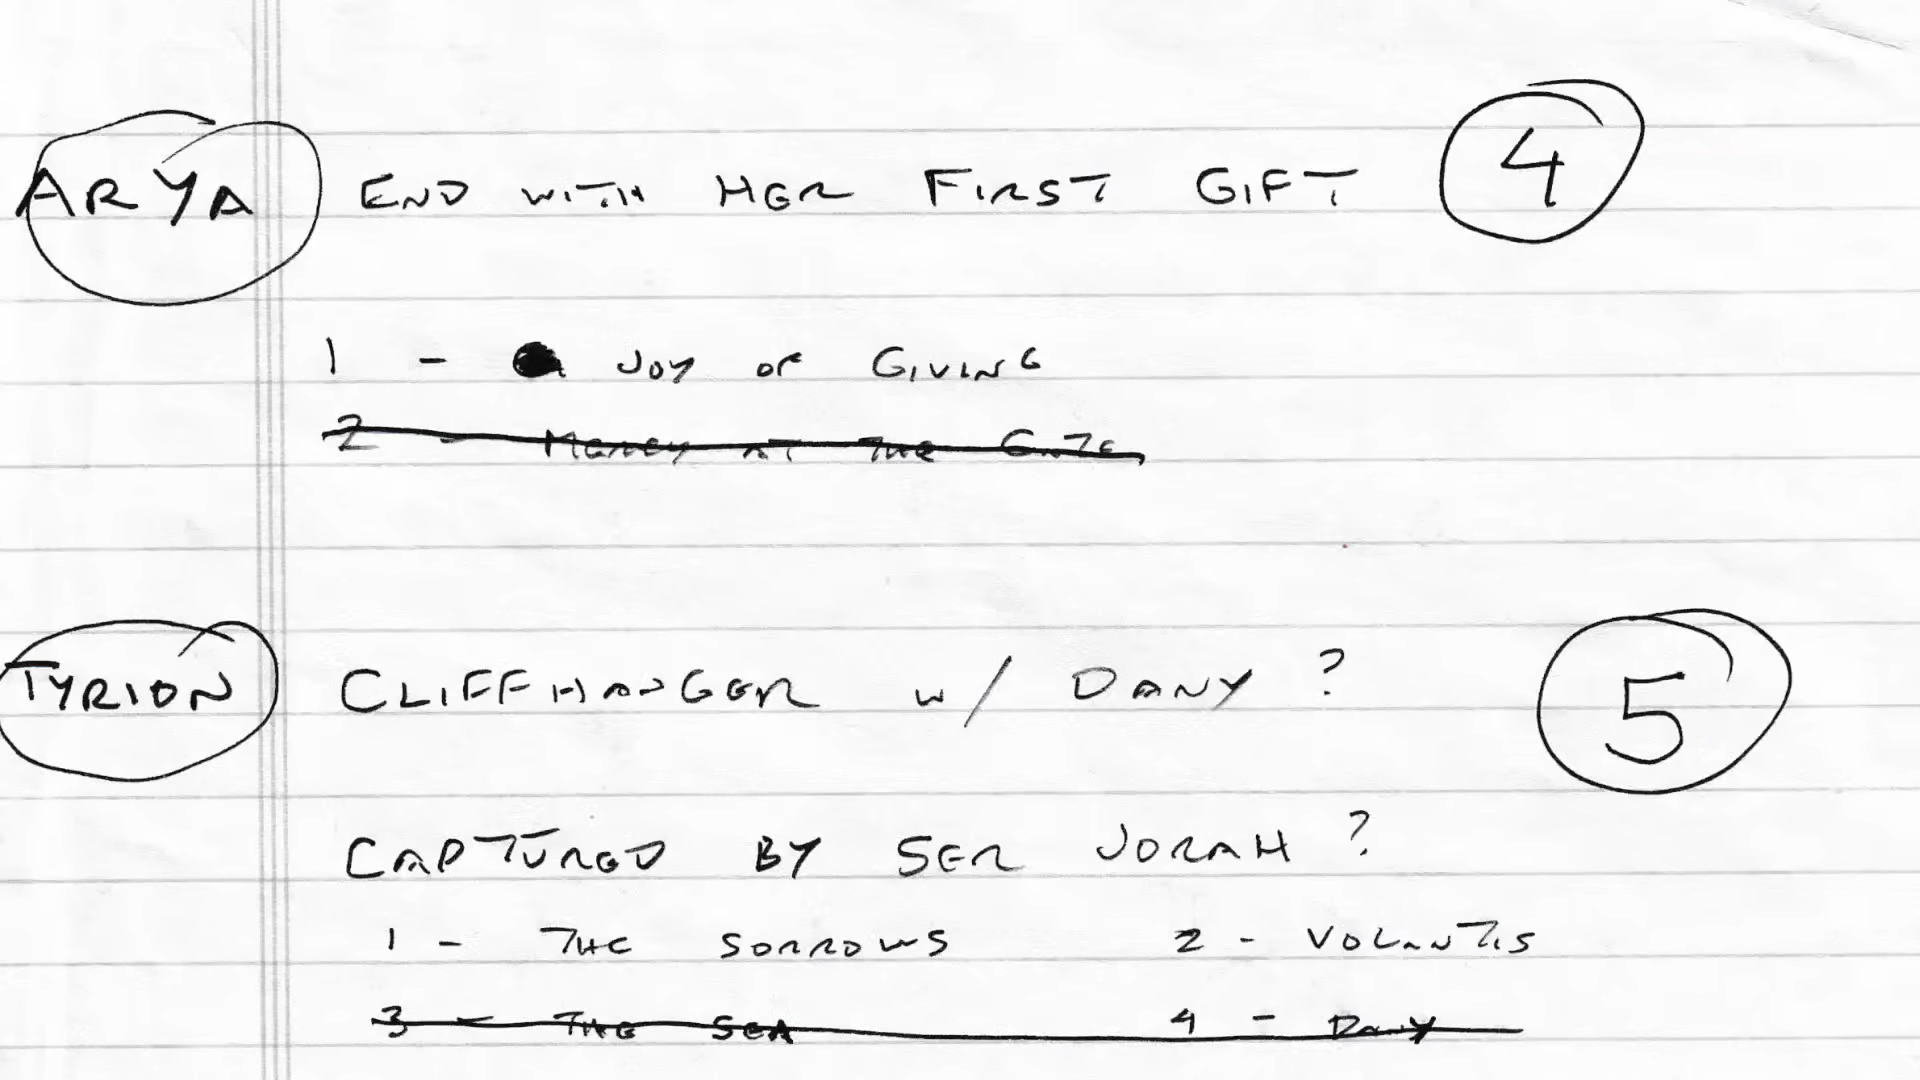 ARYA END WITH HER FIRST GIFT 4
1 - JOY OF GIVING
2 - MERCY AT THE GATE
TYRION CLIFFHANGER w/ DANY ? 5
CAPTURED BY SER JORAH ?
1 - THE SORROWS 2 - VOLANTIS
3 - THE SEA 4 - DANY